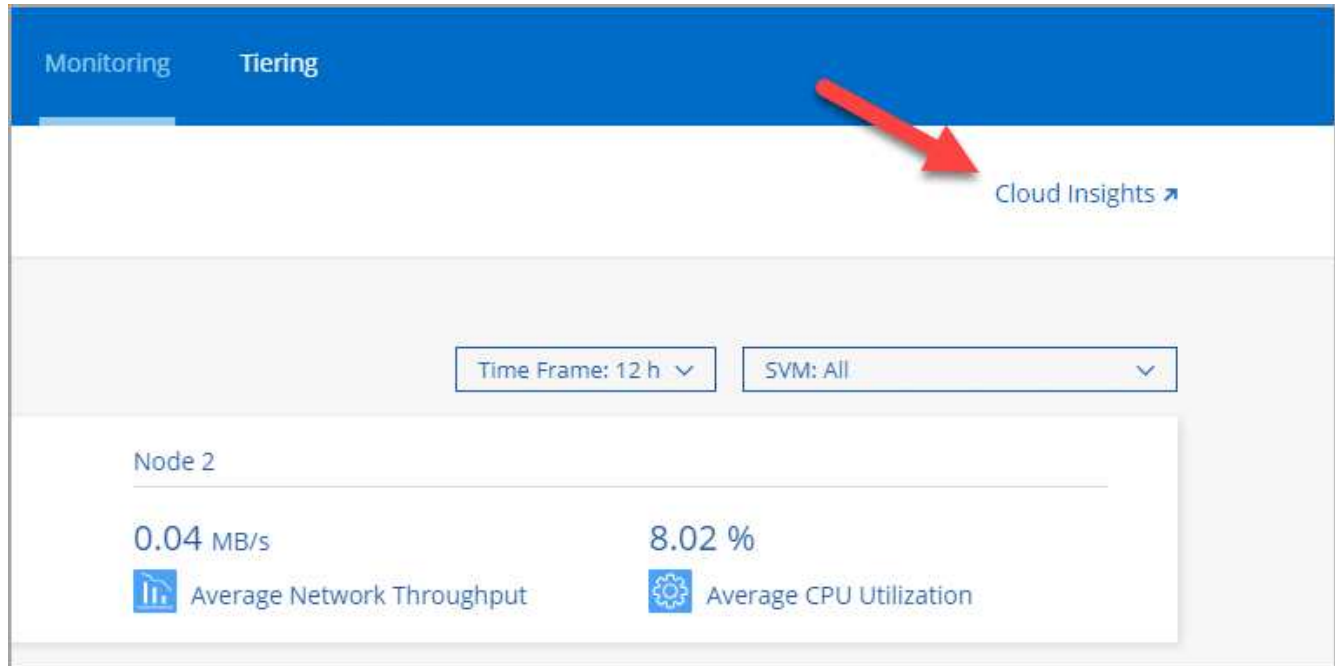 Monitoring Tiering
Cloud Insights
Time Frame: 12 h SVM: All
Node 2
0.04 MB/s 8.02 %
Average Network Throughput Average CPU Utilization